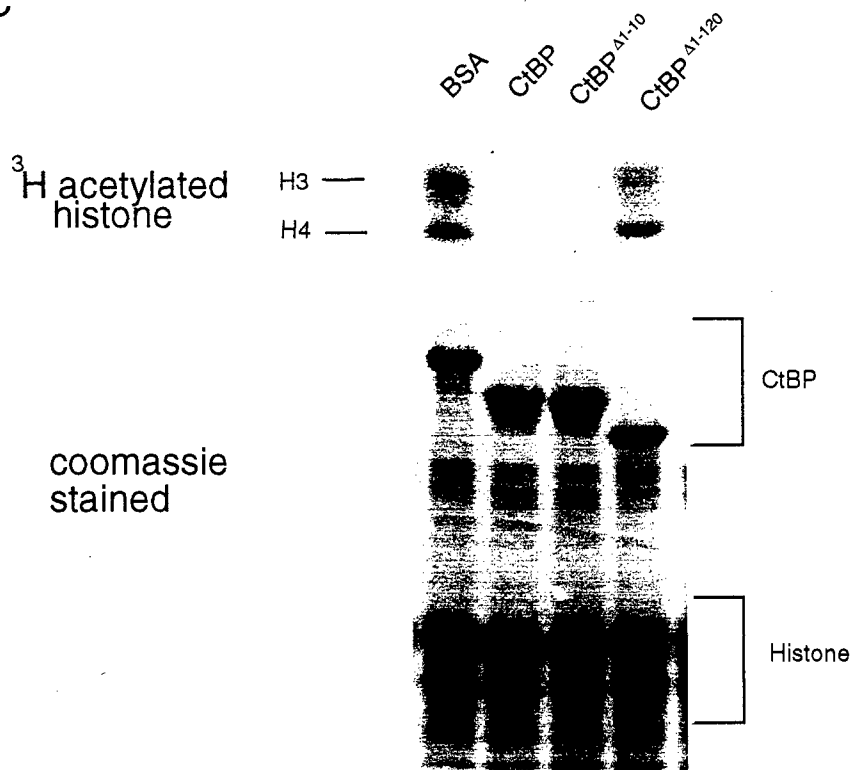 BSA
CtBP
CtBP Δ1-10
CtBP Δ1-120
3H acetylated
histone
H3
H4
CtBP
coomassie
stained
Histone